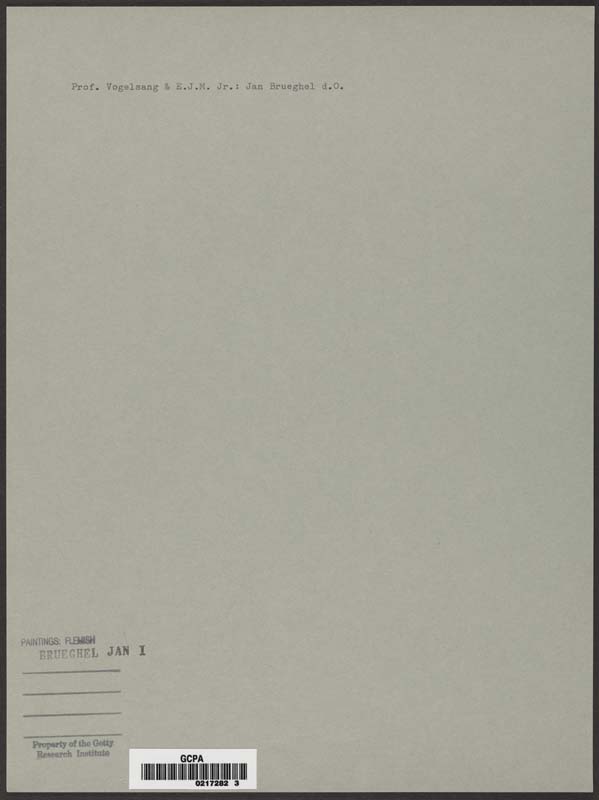 Prof. Vogelsang & E.J.M. Jr.: Jan Brueghel d.O.
PAINTINGS: FLEMISH
BRUEGHEL JAN I
Property of the Getty
Research Institute
GCPA
0217282 3